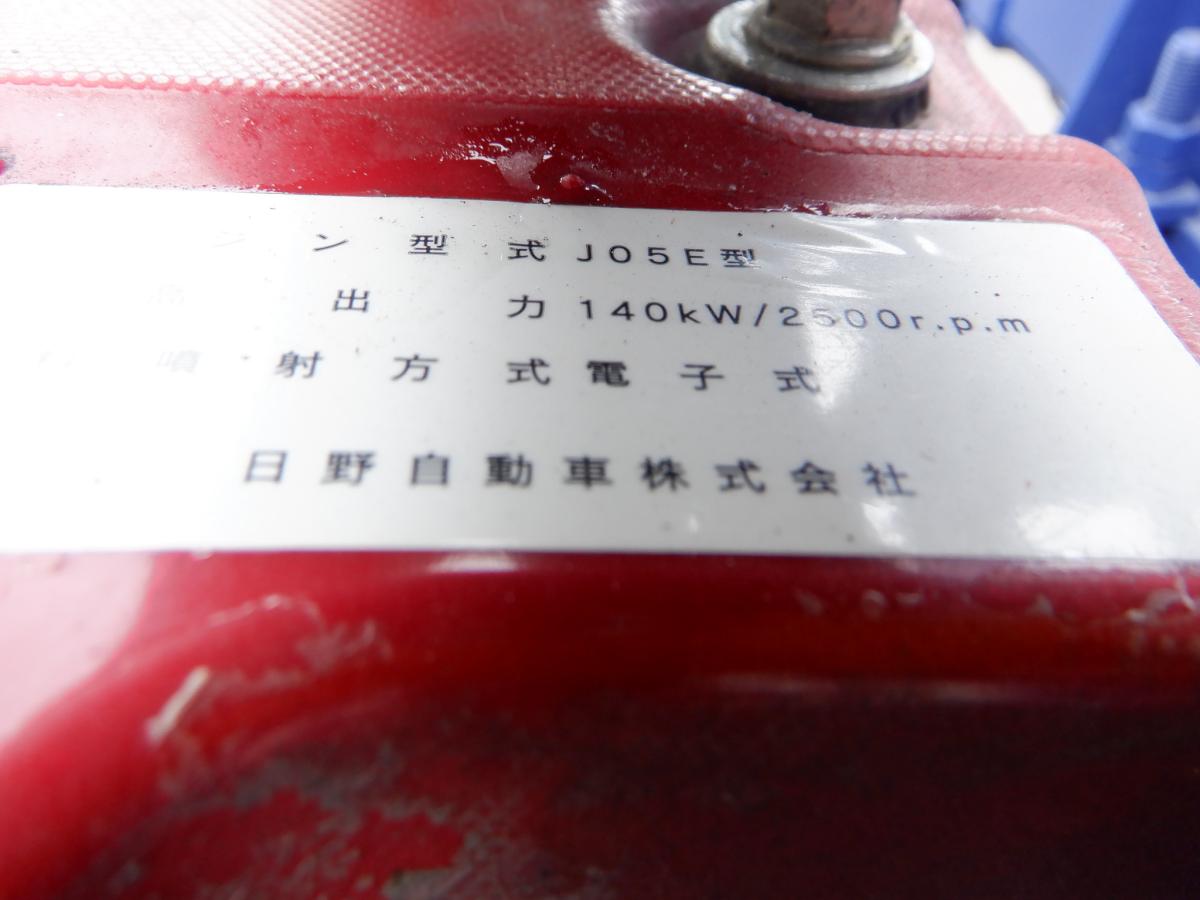 ン型式 J05E型
出力 140kW/2500r.p.m
噴射方式 電子式
日野自動車株式会社